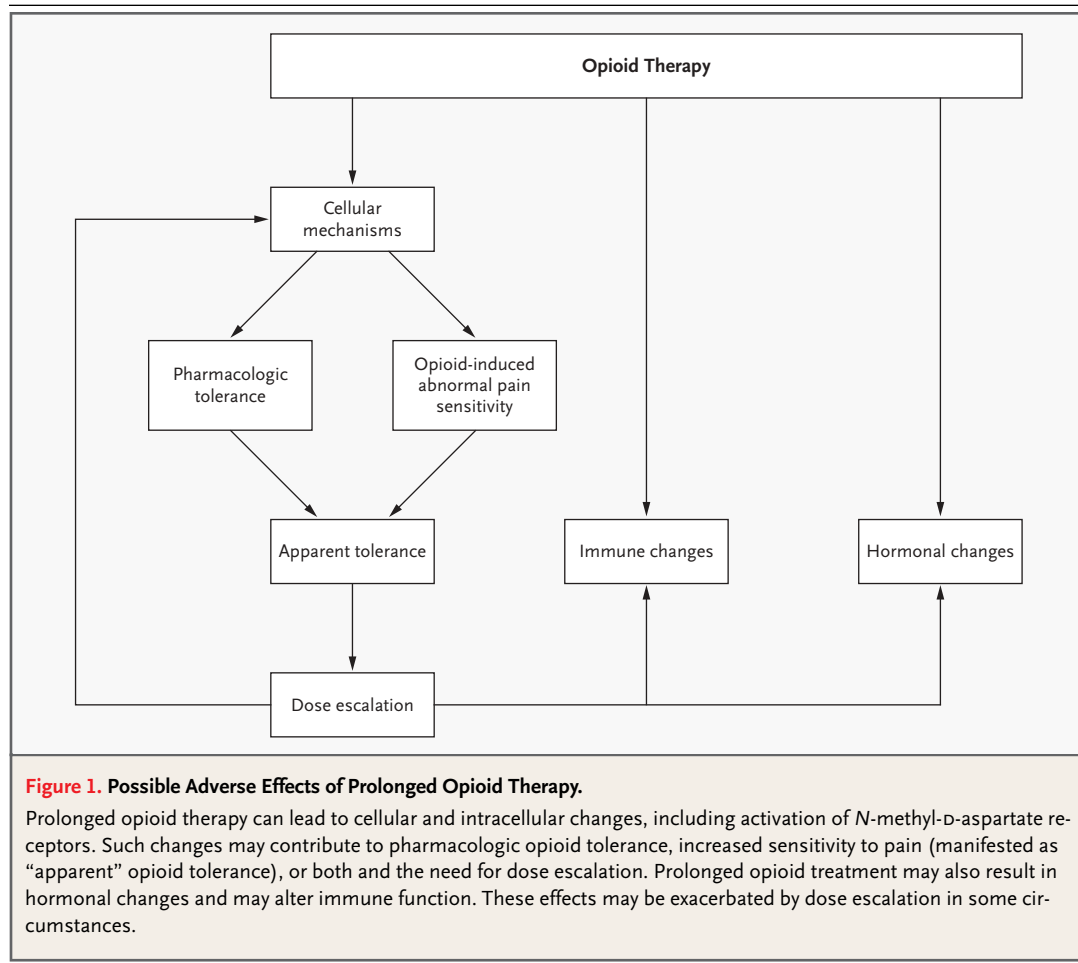 Opioid Therapy
Cellular
mechanisms
Pharmacologic
tolerance
Opioid-induced
abnormal pain
sensitivity
Apparent tolerance
Immune changes
Hormonal changes
Dose escalation
Figure 1. Possible Adverse Effects of Prolonged Opioid Therapy.
Prolonged opioid therapy can lead to cellular and intracellular changes, including activation of N-methyl-D-aspartate re-
ceptors. Such changes may contribute to pharmacologic opioid tolerance, increased sensitivity to pain (manifested as
“apparent” opioid tolerance), or both and the need for dose escalation. Prolonged opioid treatment may also result in
hormonal changes and may alter immune function. These effects may be exacerbated by dose escalation in some cir-
cumstances.